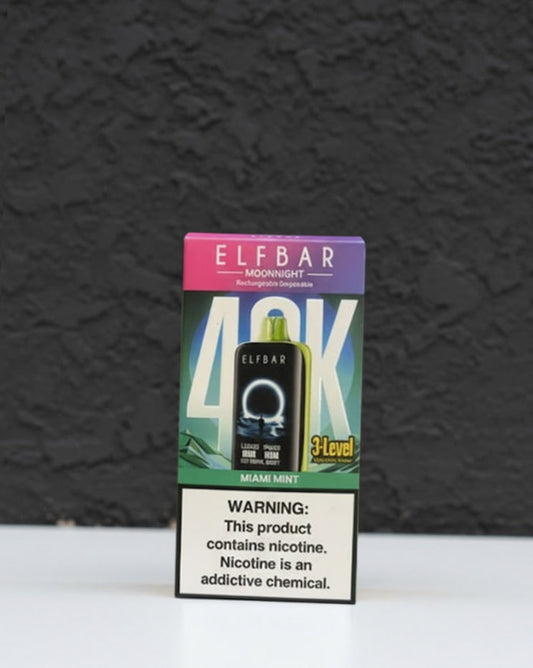 ELFBAR
MOONNIGHT
Rechargeable Disposable
40K
ELFBAR
3-Level
MIAMI MINT
WARNING:
This product
contains nicotine.
Nicotine is an
addictive chemical.